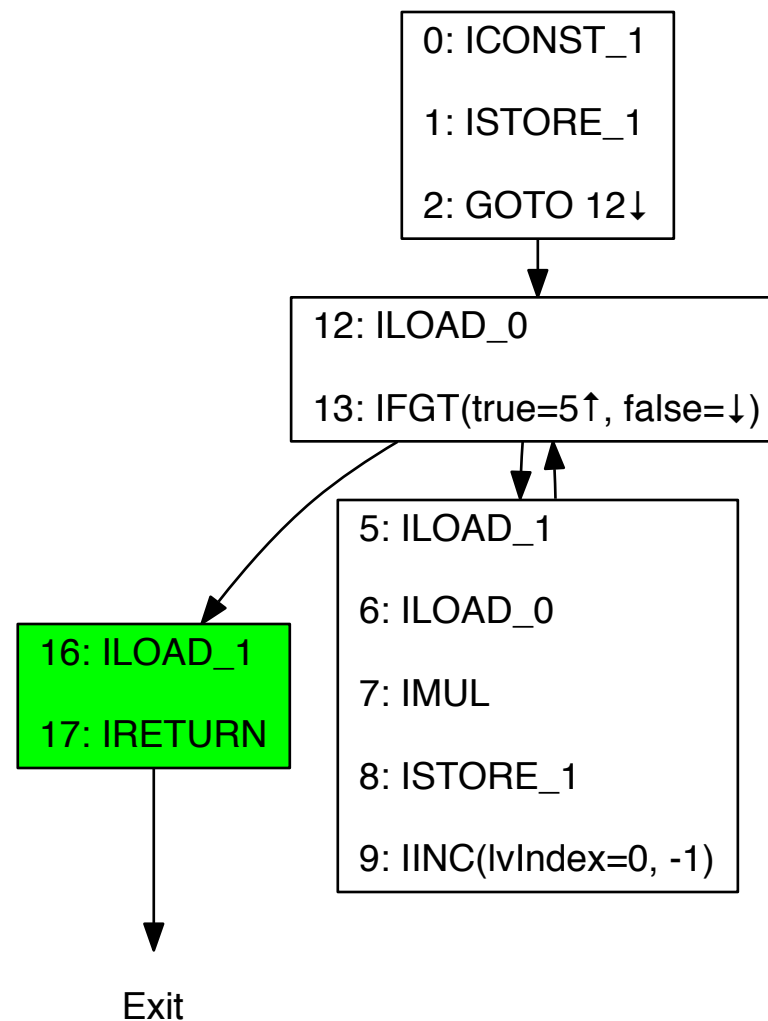 0: ICONST_1
1: ISTORE_1
2: GOTO 12↓
12: ILOAD_0
13: IFGT(true=5↑, false=↓)
5: ILOAD_1
6: ILOAD_0
7: IMUL
8: ISTORE_1
9: IINC(lvIndex=0, -1)
16: ILOAD_1
17: IRETURN
Exit